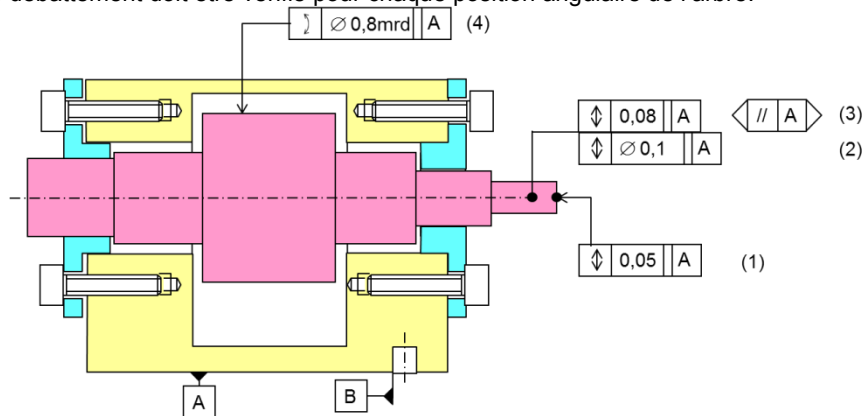 débattement doit être vérifié pour chaque position angulaire de l'arbre.
∅ 0,8mrd A (4)
↕ 0,08 A // A (3)
↕ ∅ 0,1 A (2)
↕ 0,05 A (1)
B
A